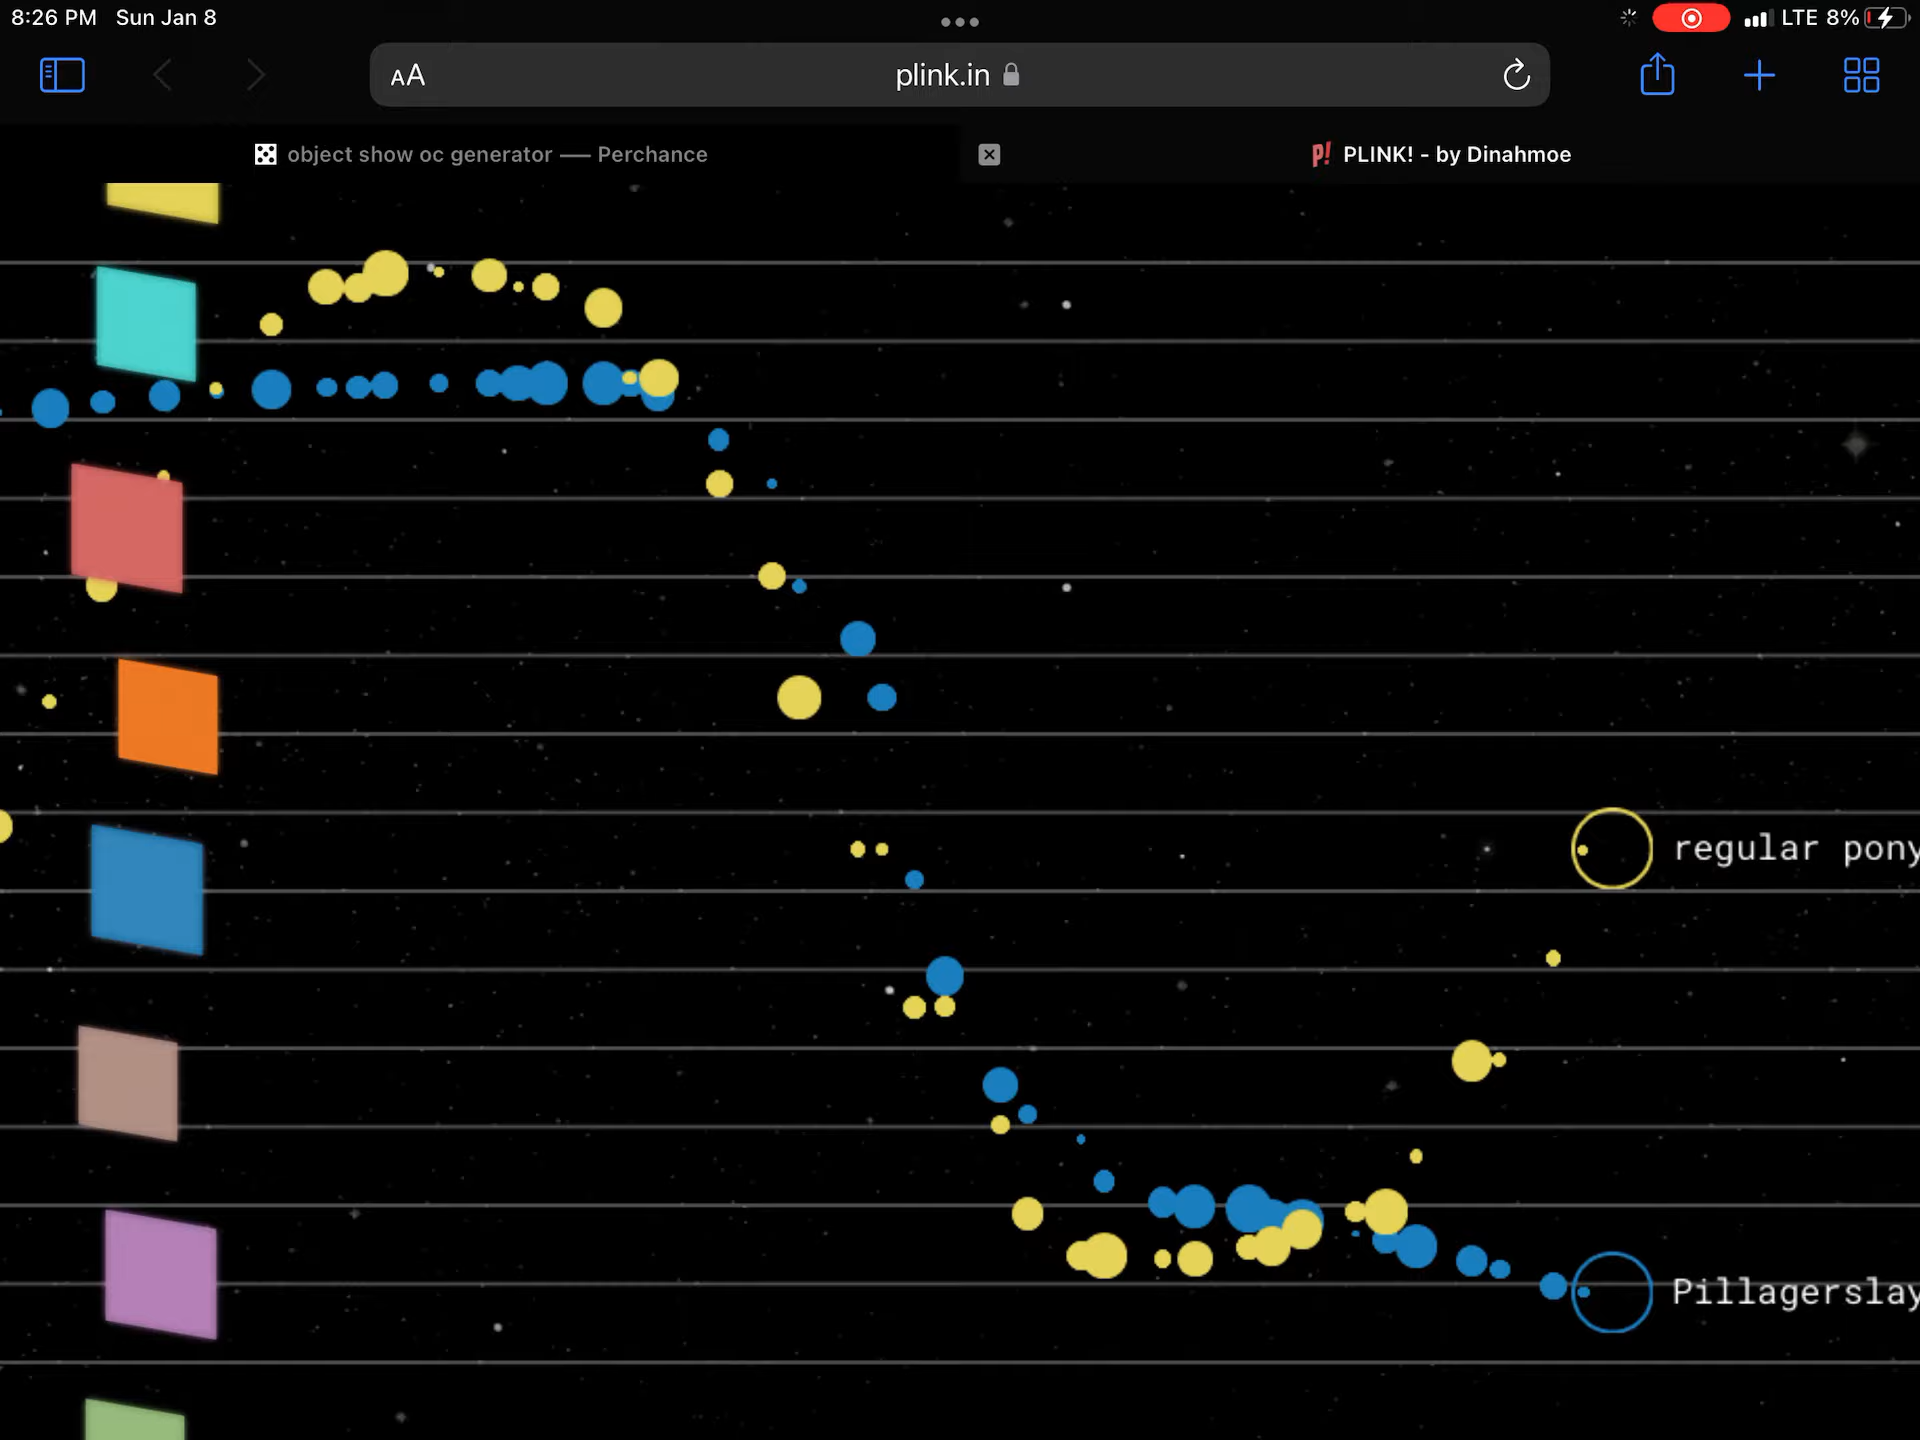 8:26 PM Sun Jan 8
LTE 8%
AA
plink.in
object show oc generator — Perchance
p! PLINK! - by Dinahmoe
regular pony
Pillagerslay